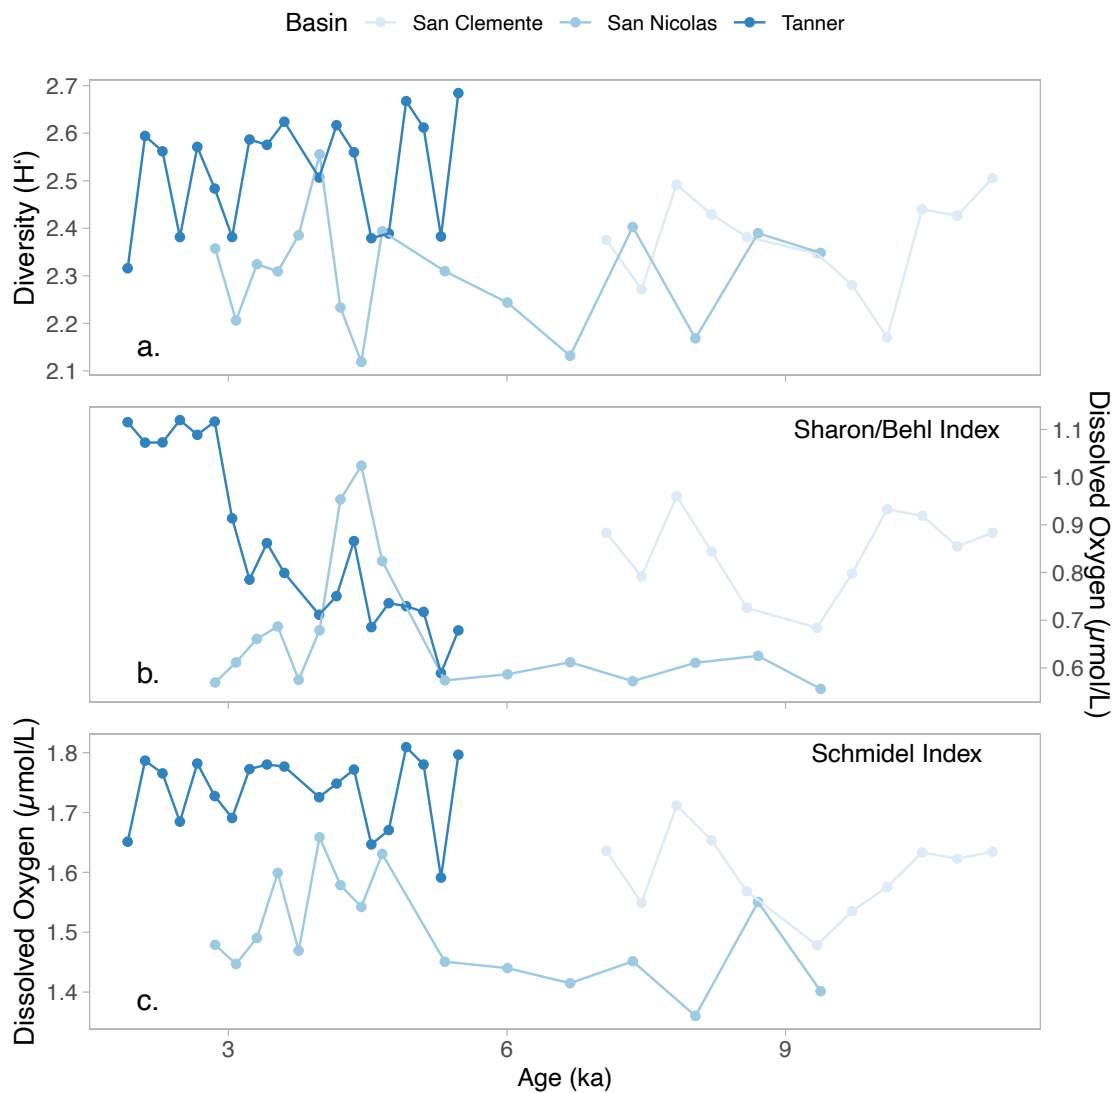 Basin San Clemente San Nicolas Tanner
2.7
2.6
2.5
2.4
2.3
2.2
2.1
Diversity (H‘)
a.
Sharon/Behl Index
1.1
1.0
0.9
0.8
0.7
0.6
Dissolved Oxygen (µmol/L)
b.
Schmidel Index
1.8
1.7
1.6
1.5
1.4
Dissolved Oxygen (µmol/L)
c.
3 6 9
Age (ka)